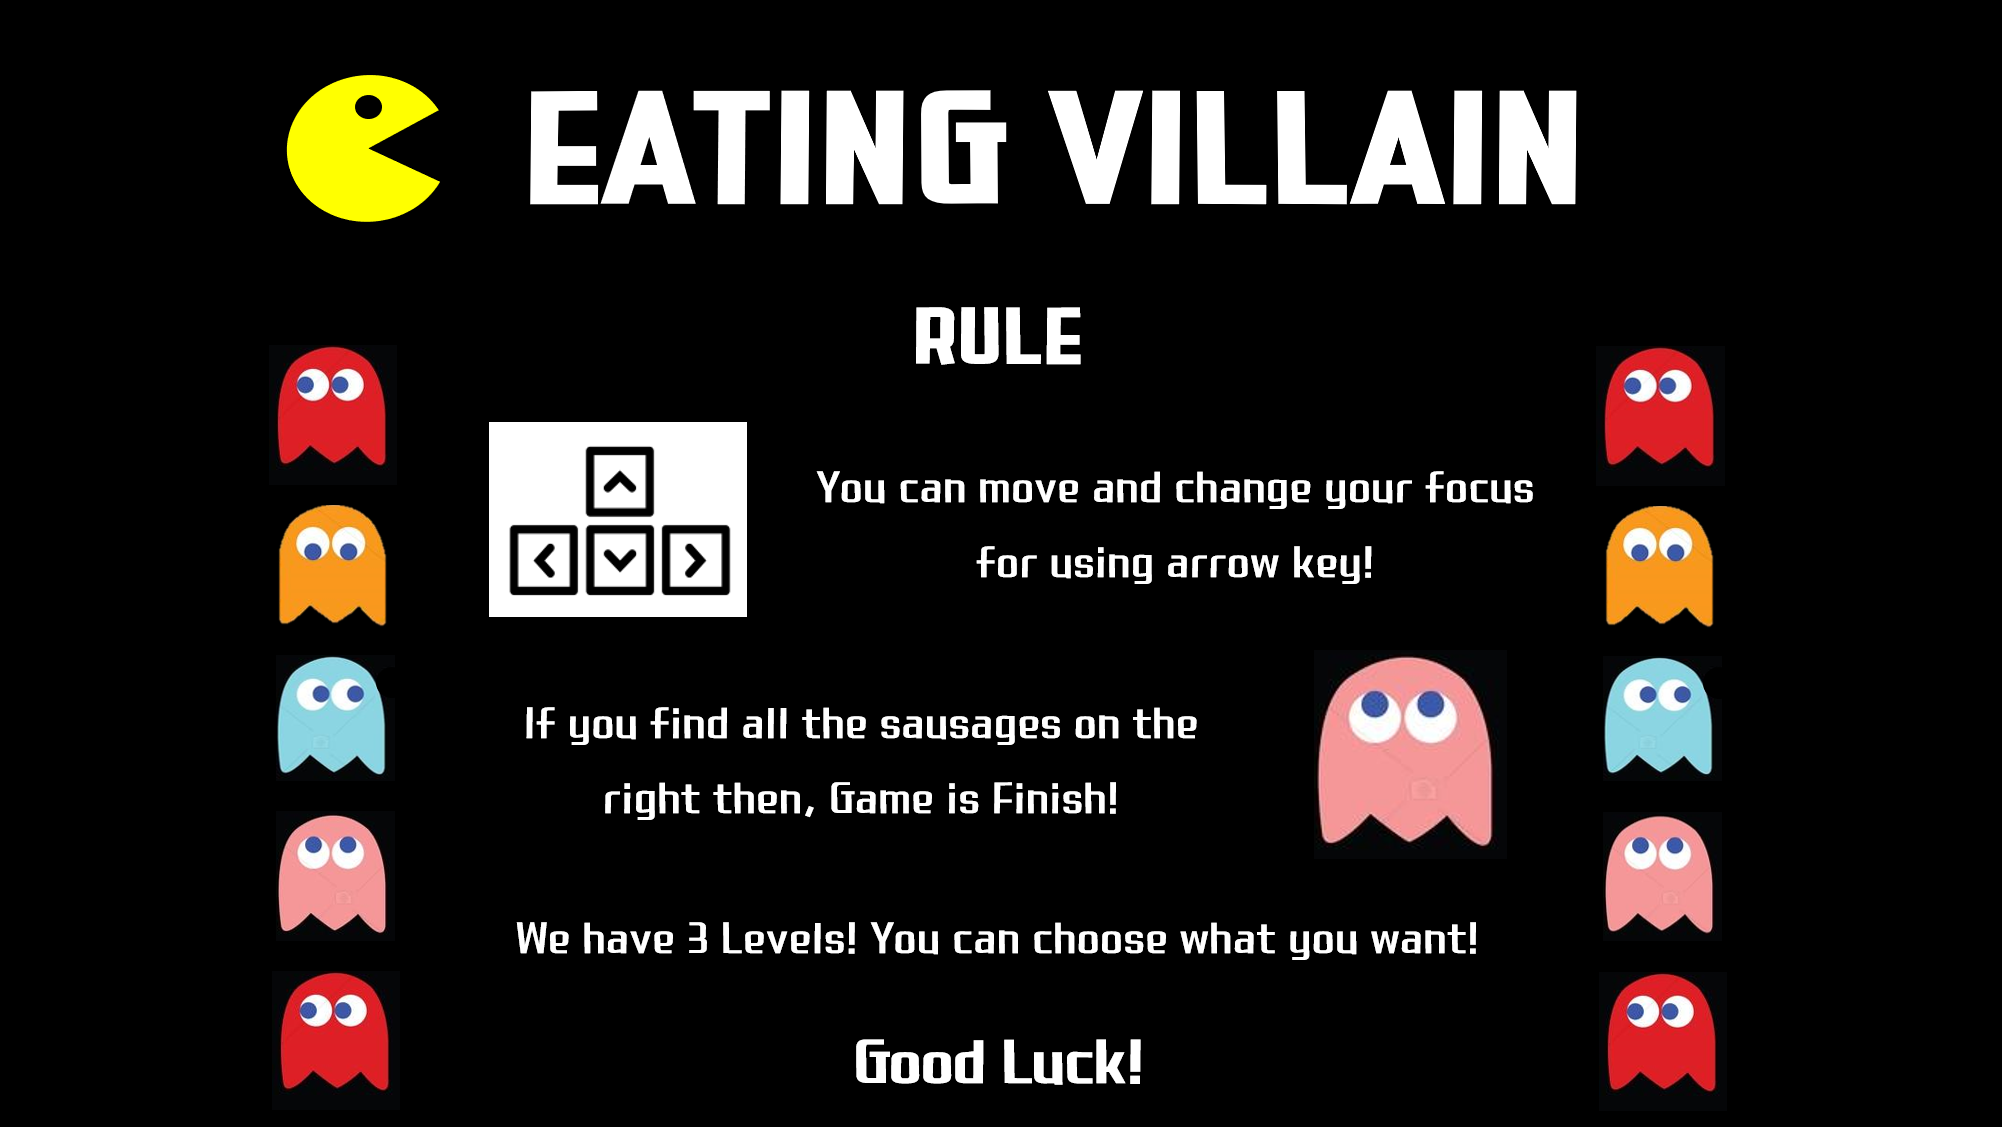 EATING VILLAIN
RULE
You can move and change your focus
for using arrow key!
If you find all the sausages on the
right then, Game is Finish!
We have 3 Levels! You can choose what you want!
Good Luck!